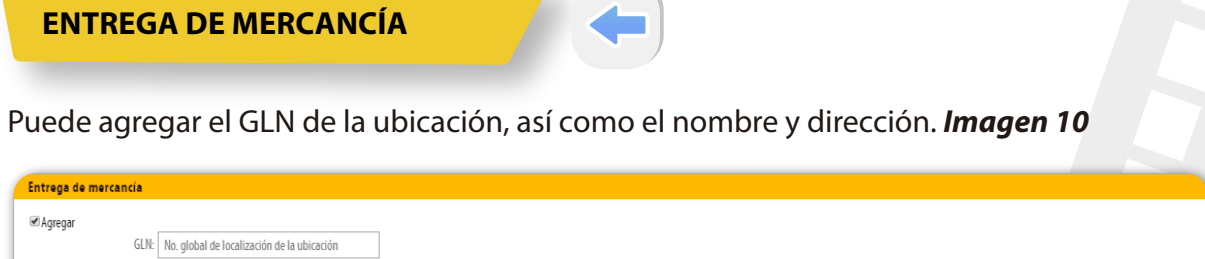 ENTREGA DE MERCANCÍA
Puede agregar el GLN de la ubicación, así como el nombre y dirección. Imagen 10
Entrega de mercancía
Agregar
GLN: No. global de localización de la ubicación